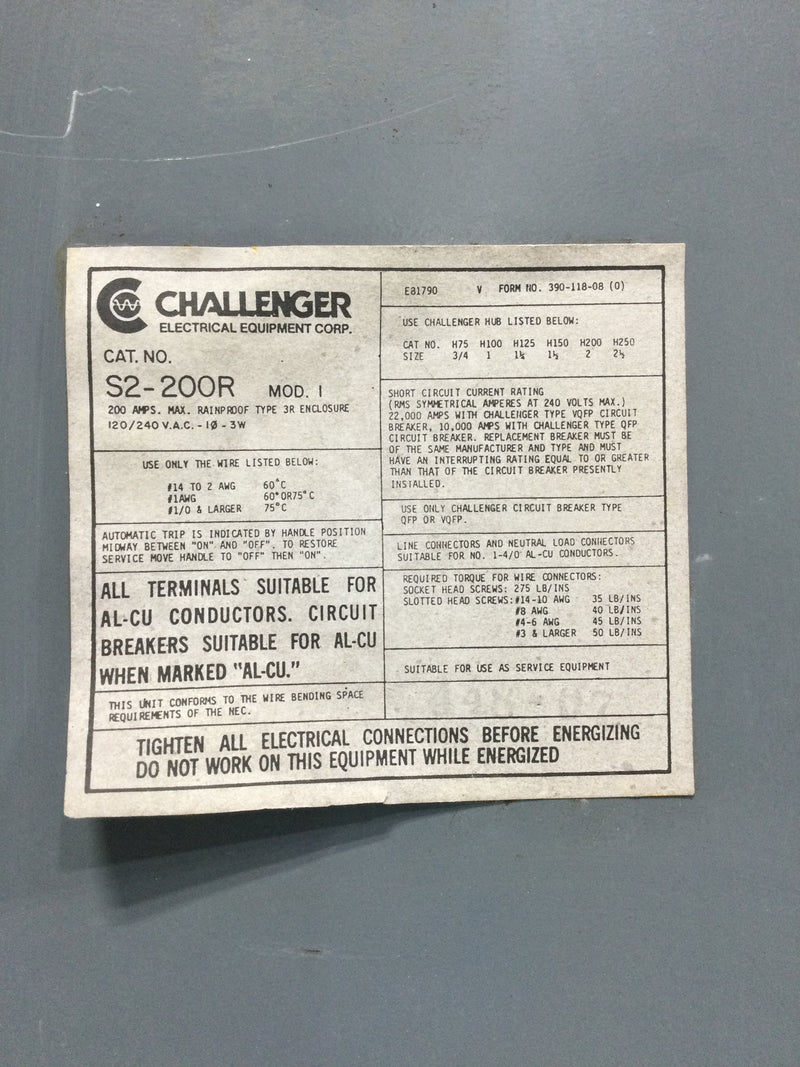 CHALLENGER
ELECTRICAL EQUIPMENT CORP.
CAT. NO.
S2-200R MOD. I
200 AMPS. MAX. RAINPROOF TYPE 3R ENCLOSURE
120/240 V.A.C. - 1Ø - 3W
USE ONLY THE WIRE LISTED BELOW:
#14 TO 2 AWG 60°C
#1AWG 60°OR75°C
#1/0 & LARGER 75°C
AUTOMATIC TRIP IS INDICATED BY HANDLE POSITION
MIDWAY BETWEEN "ON" AND "OFF". TO RESTORE
SERVICE MOVE HANDLE TO "OFF" THEN "ON".
ALL TERMINALS SUITABLE FOR
AL-CU CONDUCTORS. CIRCUIT
BREAKERS SUITABLE FOR AL-CU
WHEN MARKED "AL-CU."
THIS UNIT CONFORMS TO THE WIRE BENDING SPACE
REQUIREMENTS OF THE NEC.
E81790 V FORM NO. 390-118-08 (0)
USE CHALLENGER HUB LISTED BELOW:
CAT NO. H75 H100 H125 H150 H200 H250
SIZE 3/4 1 1¼ 1½ 2 2½
SHORT CIRCUIT CURRENT RATING
(RMS SYMMETRICAL AMPERES AT 240 VOLTS MAX.)
22,000 AMPS WITH CHALLENGER TYPE VQFP CIRCUIT
BREAKER, 10,000 AMPS WITH CHALLENGER TYPE QFP
CIRCUIT BREAKER. REPLACEMENT BREAKER MUST BE
OF THE SAME MANUFACTURER AND TYPE AND MUST
HAVE AN INTERRUPTING RATING EQUAL TO OR GREATER
THAN THAT OF THE CIRCUIT BREAKER PRESENTLY
INSTALLED.
USE ONLY CHALLENGER CIRCUIT BREAKER TYPE
QFP OR VQFP.
LINE CONNECTORS AND NEUTRAL LOAD CONNECTORS
SUITABLE FOR NO. 1-4/0 AL-CU CONDUCTORS.
REQUIRED TORQUE FOR WIRE CONNECTORS:
SOCKET HEAD SCREWS: 275 LB/INS
SLOTTED HEAD SCREWS:#14-10 AWG 35 LB/INS
#8 AWG 40 LB/INS
#4-6 AWG 45 LB/INS
#3 & LARGER 50 LB/INS
SUITABLE FOR USE AS SERVICE EQUIPMENT
TIGHTEN ALL ELECTRICAL CONNECTIONS BEFORE ENERGIZING
DO NOT WORK ON THIS EQUIPMENT WHILE ENERGIZED